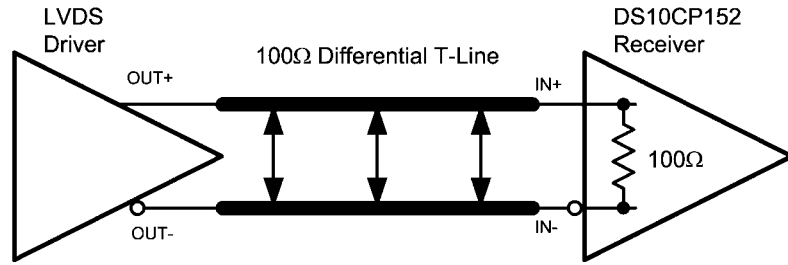 LVDS
Driver
DS10CP152
Receiver
100Ω Differential T-Line
OUT+
IN+
100Ω
OUT-
IN-